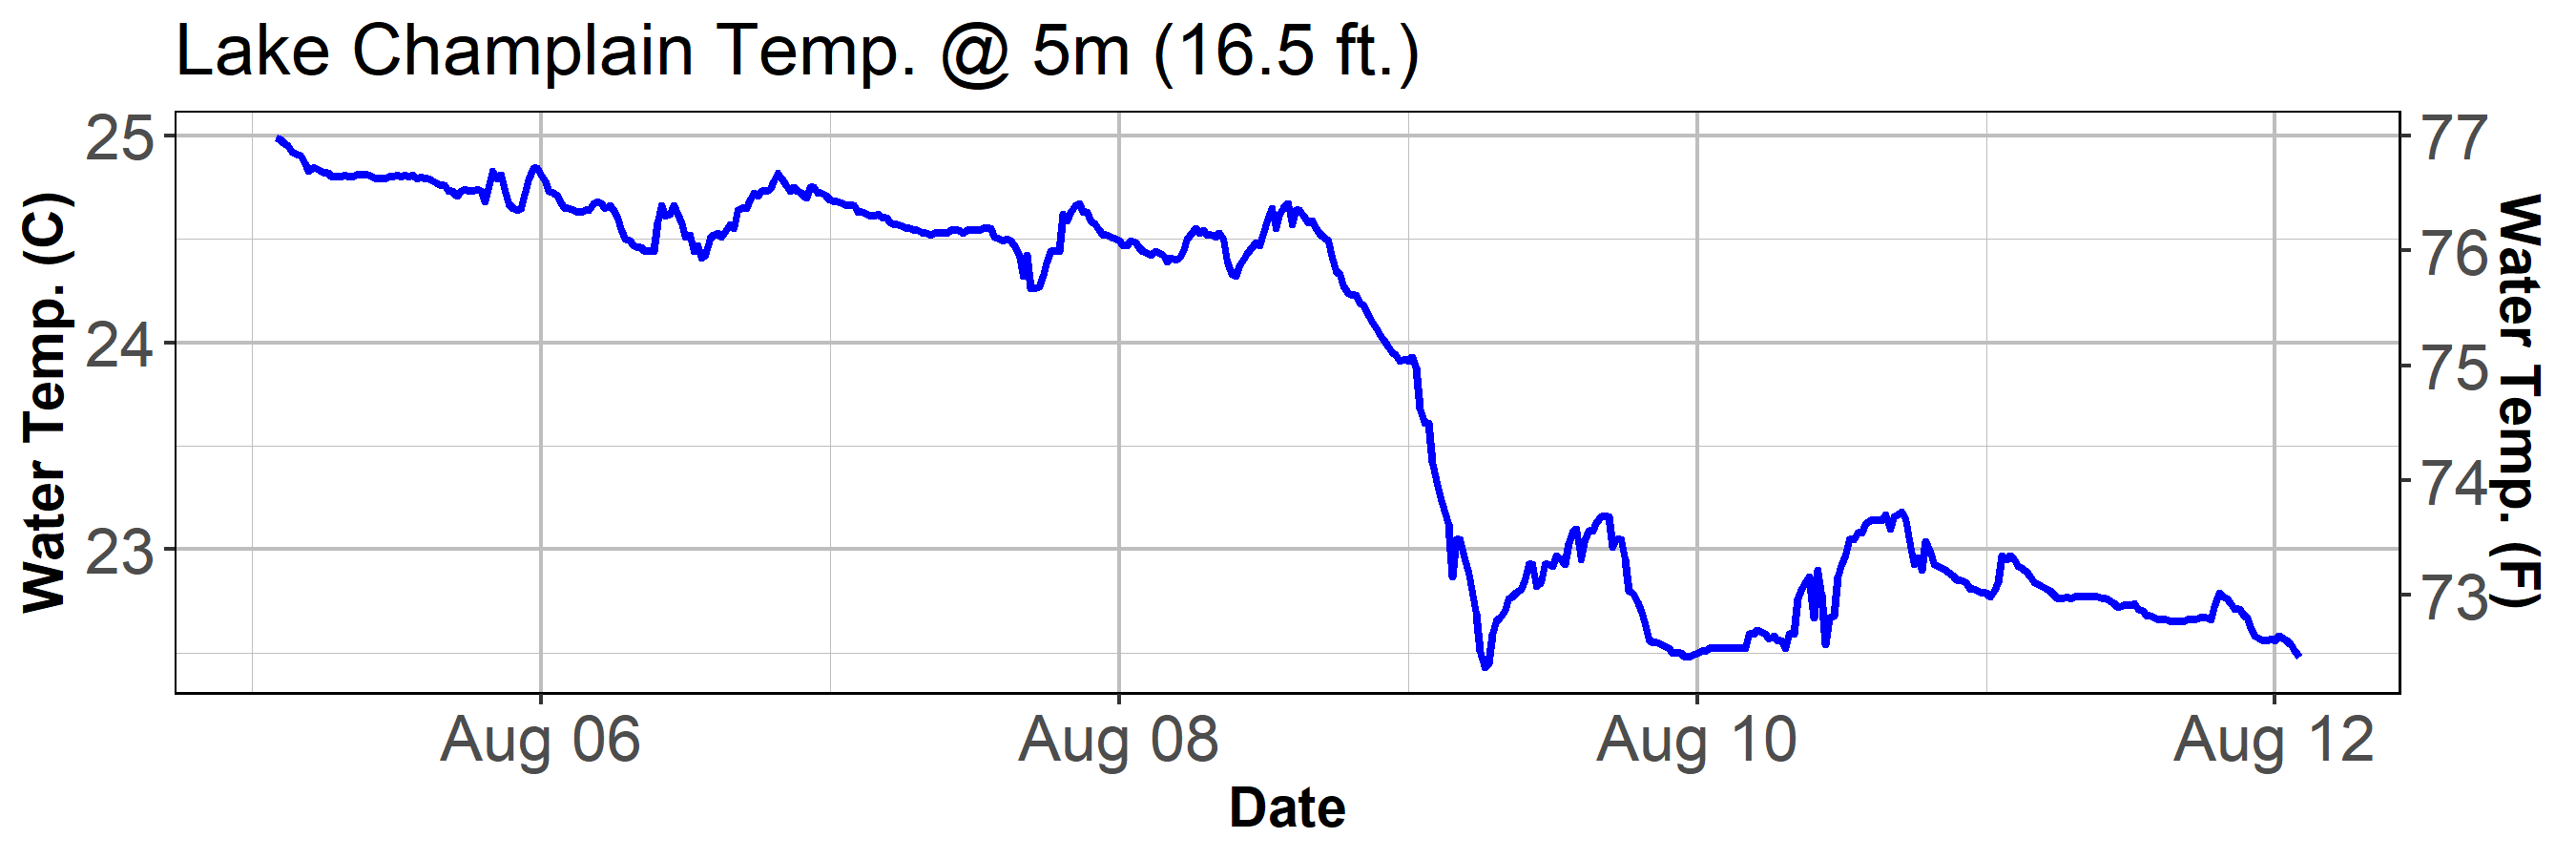 Lake Champlain Temp. @ 5m (16.5 ft.)
Water Temp. (C)
25
24
23
77
76
75
74
73
Water Temp. (F)
Aug 06
Aug 08
Aug 10
Aug 12
Date